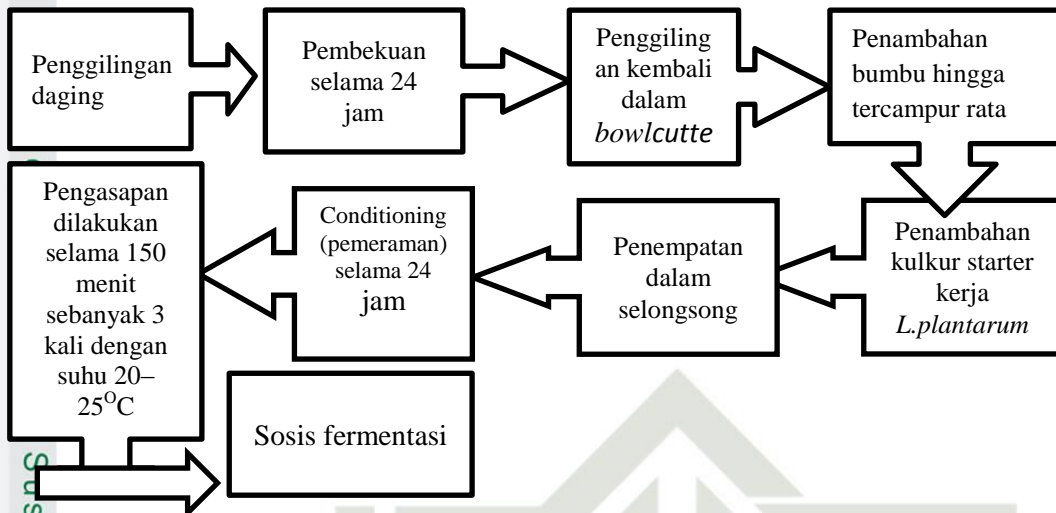 Penggilingan
daging
Pembekuan
selama 24
jam
Penggiling
an kembali
dalam
bowlcutte
Penambahan
bumbu hingga
tercampur rata
Penambahan
kulkur starter
kerja
L.plantarum
Penempatan
dalam
selongsong
Conditioning
(pemeraman)
selama 24
jam
Pengasapan
dilakukan
selama 150
menit
sebanyak 3
kali dengan
suhu 20–
25ᴼC
Sosis fermentasi